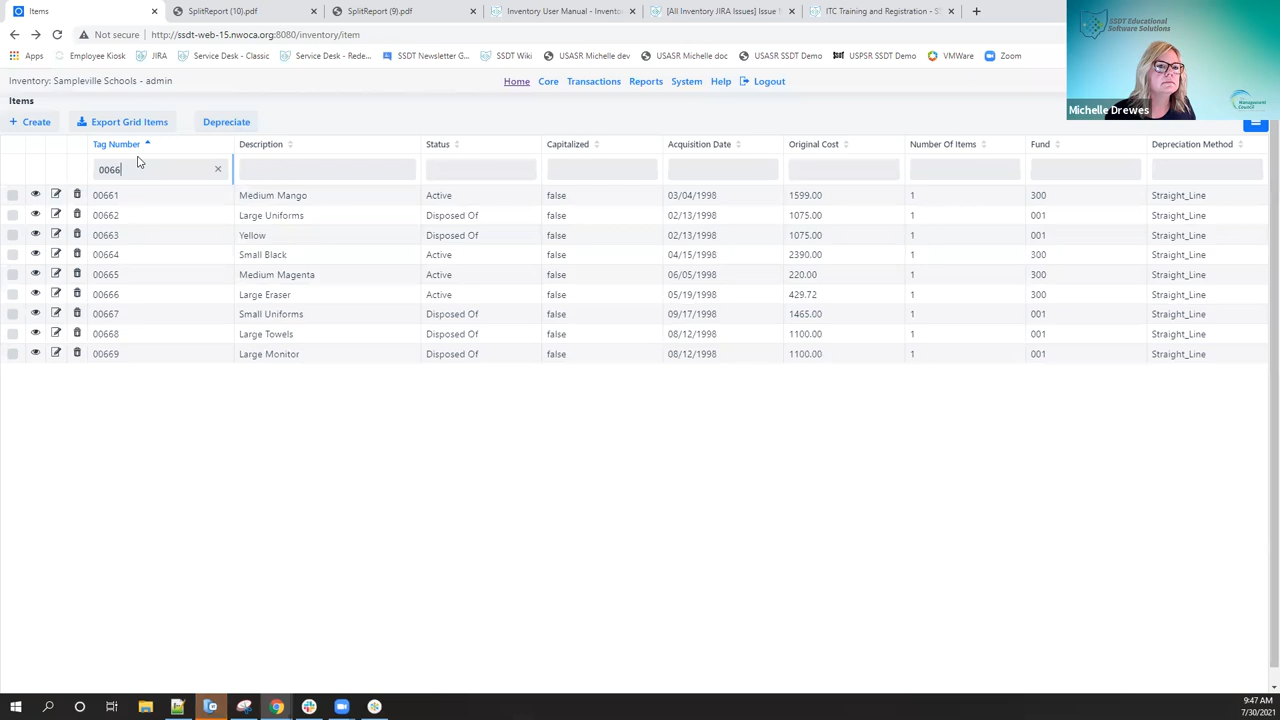 Items
SplitReport (10).pdf
SplitReport (9).pdf
Inventory User Manual - Invento
[All Inventory JIRA Issues] Issue
ITC Training and Registration - S
Not secure | http://ssdt-web-15.nwoca.org:8080/inventory/item
Apps
Employee Kiosk
JIRA
Service Desk - Classic
Service Desk - Rede...
SSDT Newsletter G...
SSDT Wiki
USASR Michelle dev
USASR Michelle doc
USASR SSDT Demo
USPSR SSDT Demo
VMWare
Zoom
Inventory: Sampleville Schools - admin
Home Core Transactions Reports System Help Logout
Items
+ Create Export Grid Items Depreciate
Tag Number Description Status Capitalized Acquisition Date Original Cost Number Of Items Fund Depreciation Method
0066
00661 Medium Mango Active false 03/04/1998 1599.00 1 300 Straight_Line
00662 Large Uniforms Disposed Of false 02/13/1998 1075.00 1 001 Straight_Line
00663 Yellow Disposed Of false 02/13/1998 1075.00 1 001 Straight_Line
00664 Small Black Active false 04/15/1998 2390.00 1 300 Straight_Line
00665 Medium Magenta Active false 06/05/1998 220.00 1 300 Straight_Line
00666 Large Eraser Active false 05/19/1998 429.72 1 300 Straight_Line
00667 Small Uniforms Disposed Of false 09/17/1998 1465.00 1 001 Straight_Line
00668 Large Towels Disposed Of false 08/12/1998 1100.00 1 001 Straight_Line
00669 Large Monitor Disposed Of false 08/12/1998 1100.00 1 001 Straight_Line
SSDT Educational
Software Solutions
Management
Council
Michelle Drewes
9:47 AM
7/30/2021